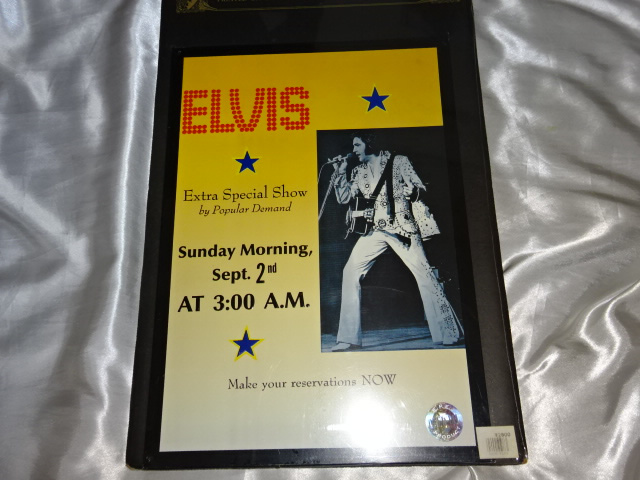 ELVIS
Extra Special Show
by Popular Demand
Sunday Morning,
Sept. 2nd
AT 3:00 A.M.
Make your reservations NOW